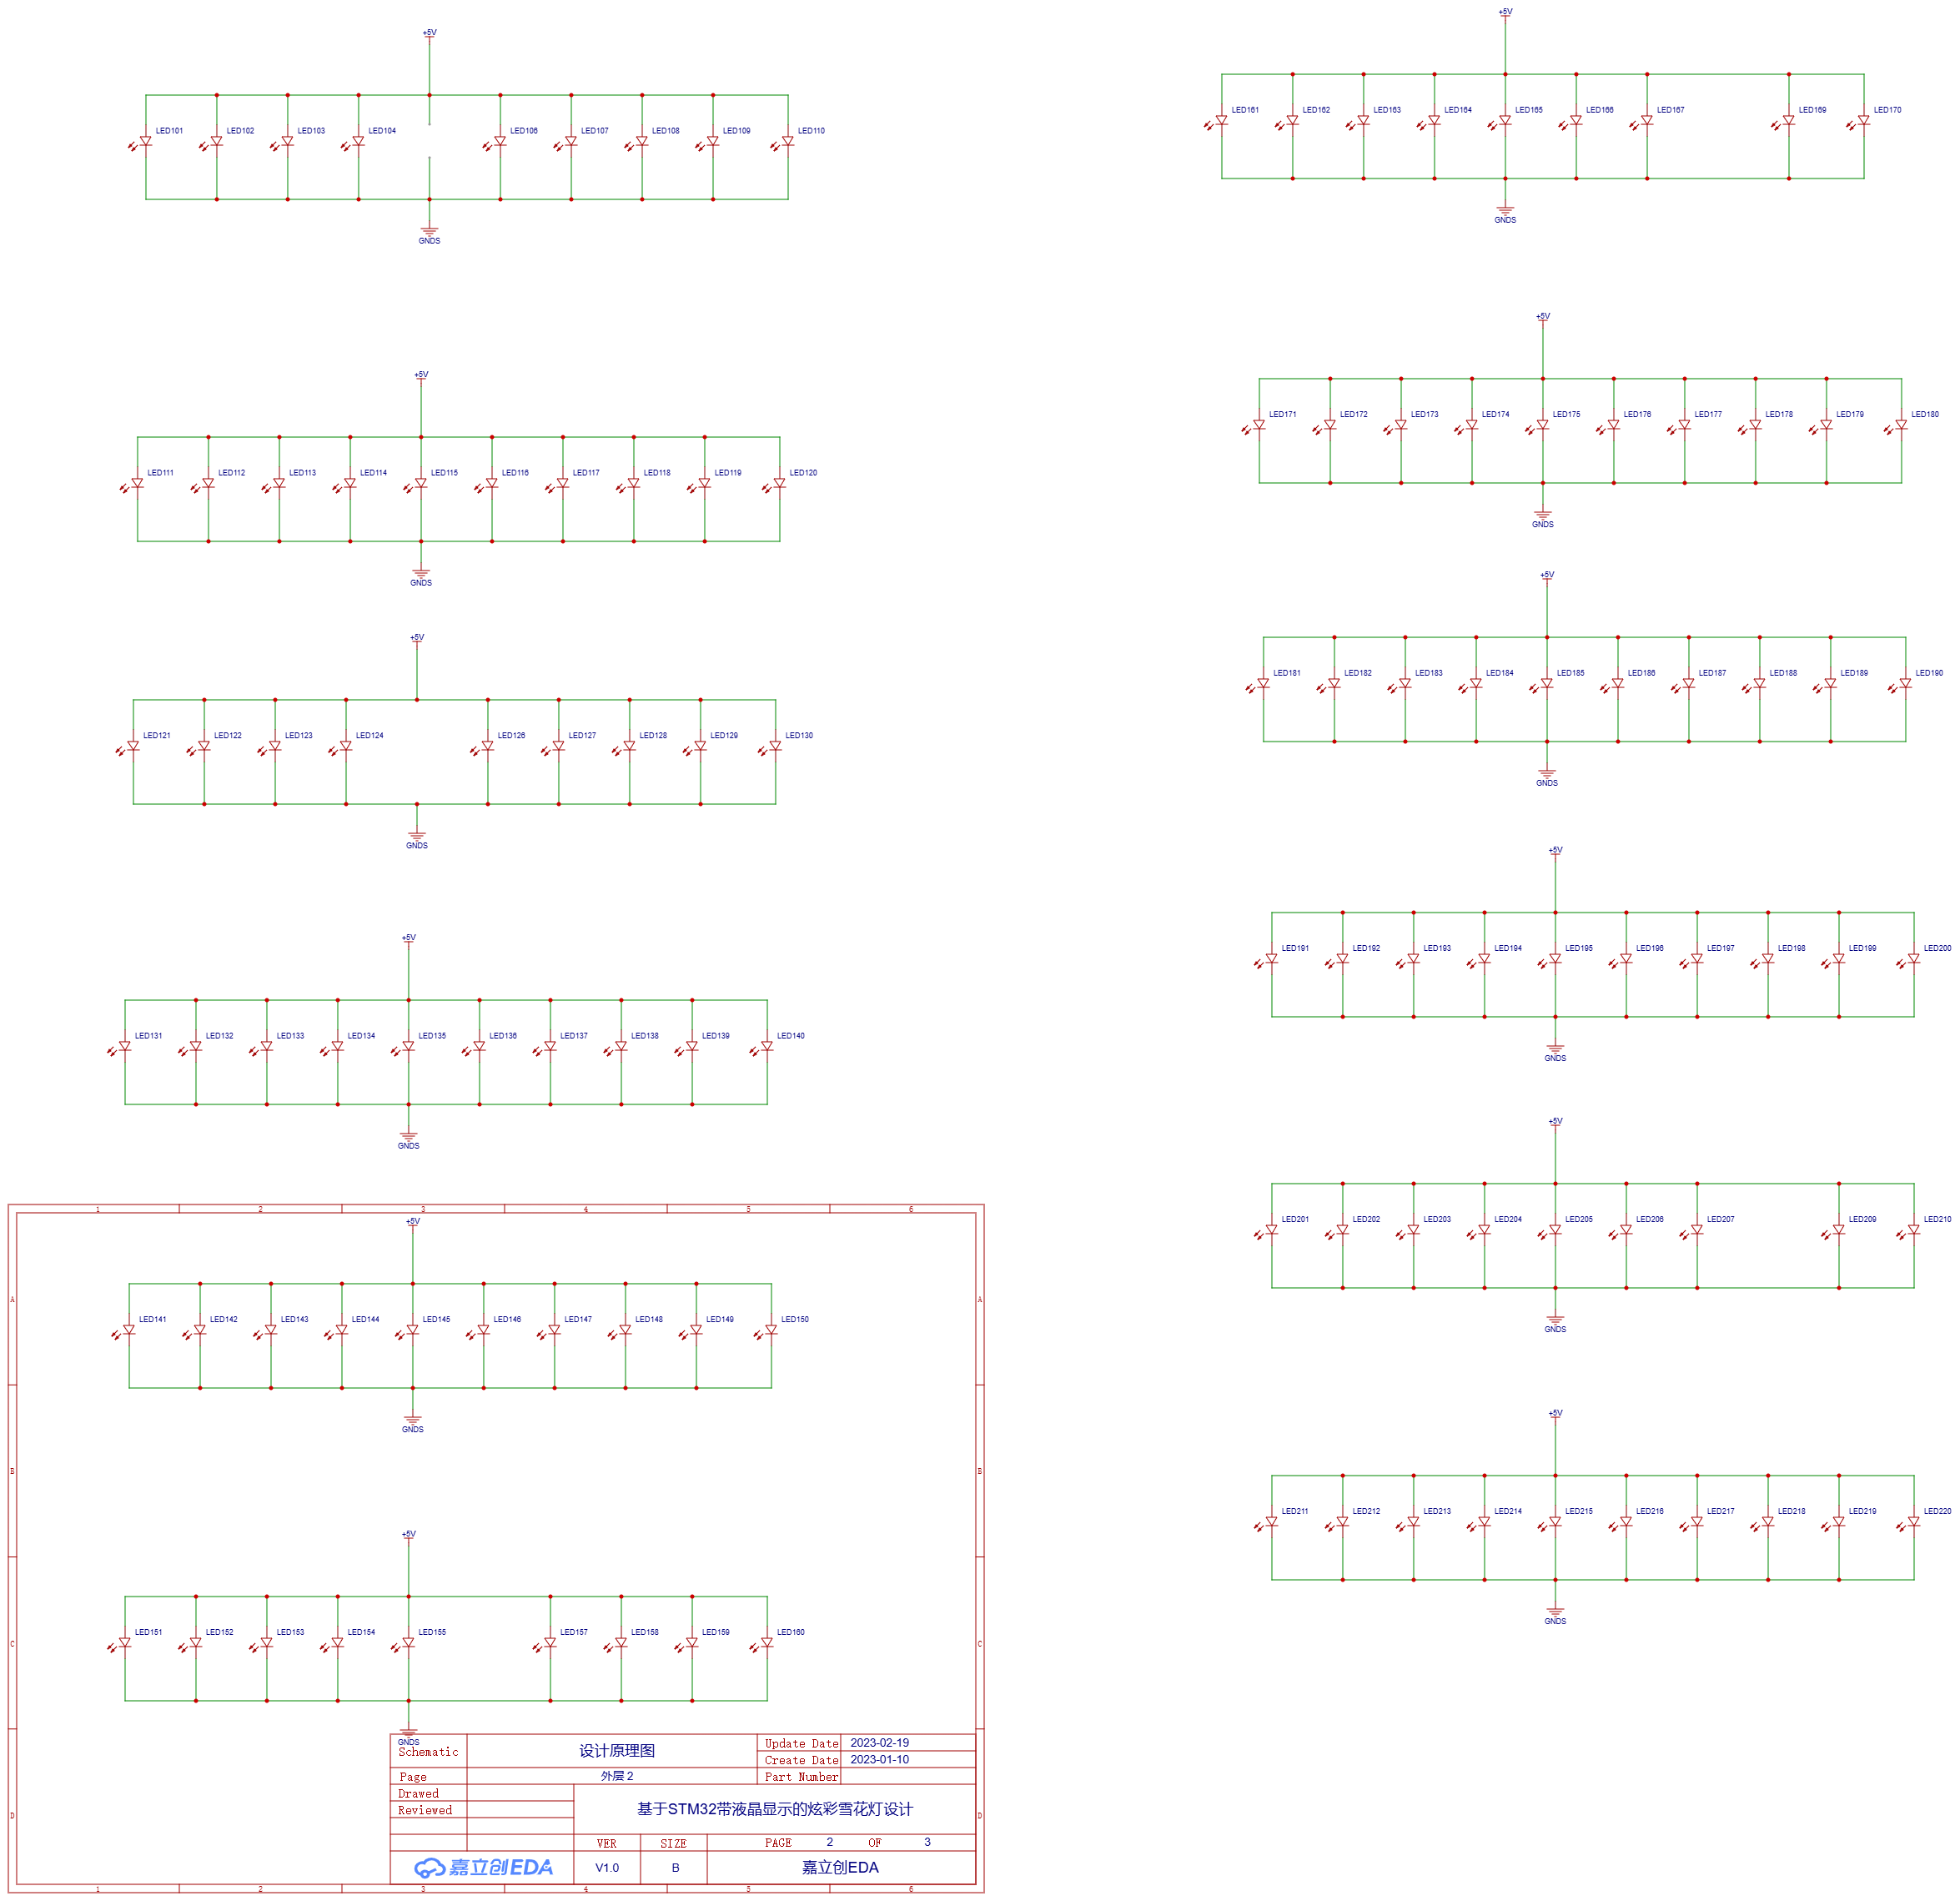 +5V
LED101 LED102 LED103 LED104 LED106 LED107 LED108 LED109 LED110
GNDS
+5V
LED111 LED112 LED113 LED114 LED115 LED116 LED117 LED118 LED119 LED120
GNDS
+5V
LED121 LED122 LED123 LED124 LED126 LED127 LED128 LED129 LED130
GNDS
+5V
LED131 LED132 LED133 LED134 LED135 LED136 LED137 LED138 LED139 LED140
GNDS
1 2 3 4 5 6
+5V
A A
LED141 LED142 LED143 LED144 LED145 LED146 LED147 LED148 LED149 LED150
GNDS
B B
+5V
LED151 LED152 LED153 LED154 LED155 LED157 LED158 LED159 LED160
C C
GNDS
Schematic 设计原理图 Update Date 2023-02-19
Create Date 2023-01-10
Page 外层 2 Part Number
Drawed
Reviewed 基于STM32带液晶显示的炫彩雪花灯设计
D D
VER SIZE PAGE 2 OF 3
嘉立创EDA V1.0 B 嘉立创EDA
1 2 3 4 5 6
+5V
LED161 LED162 LED163 LED164 LED165 LED166 LED167 LED169 LED170
GNDS
+5V
LED171 LED172 LED173 LED174 LED175 LED176 LED177 LED178 LED179 LED180
GNDS
+5V
LED181 LED182 LED183 LED184 LED185 LED186 LED187 LED188 LED189 LED190
GNDS
+5V
LED191 LED192 LED193 LED194 LED195 LED196 LED197 LED198 LED199 LED200
GNDS
+5V
LED201 LED202 LED203 LED204 LED205 LED206 LED207 LED209 LED210
GNDS
+5V
LED211 LED212 LED213 LED214 LED215 LED216 LED217 LED218 LED219 LED220
GNDS